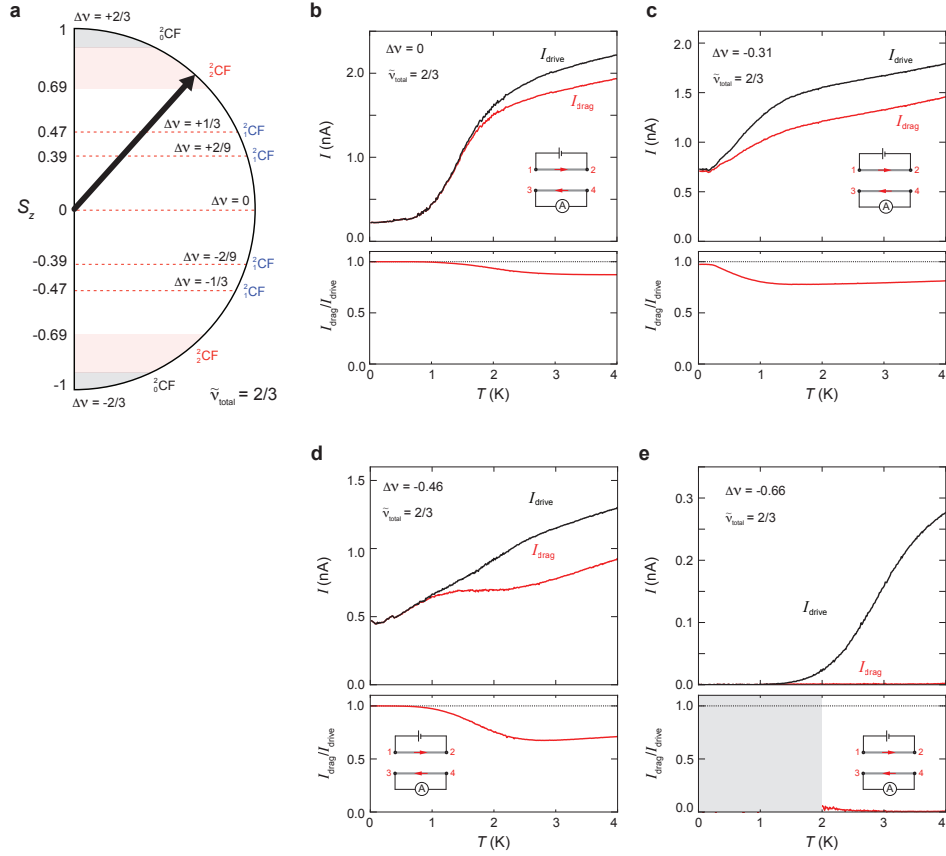 a
Δν = +2/3
1
²₀CF
²₂CF
0.69
Δν = +1/3
0.47
²₁CF
Δν = +2/9
0.39
²₁CF
S_z
0
Δν = 0
-0.39
Δν = -2/9
²₁CF
-0.47
Δν = -1/3
²₁CF
-0.69
²₂CF
-1
²₀CF
Δν = -2/3
ν̃_total = 2/3
b
Δν = 0
ν̃_total = 2/3
I_drive
I_drag
I (nA)
2.0
1.0
0.0
1 2
3 4
A
I_drag/I_drive
1.0
0.0
0 1 2 3 4
T (K)
c
Δν = -0.31
ν̃_total = 2/3
I_drive
I_drag
I (nA)
2.0
1.5
1.0
0.5
0.0
1 2
3 4
A
I_drag/I_drive
1.0
0.0
0 1 2 3 4
T (K)
d
Δν = -0.46
ν̃_total = 2/3
I_drive
I_drag
I (nA)
1.5
1.0
0.5
0.0
I_drag/I_drive
1.0
0.0
1 2
3 4
A
0 1 2 3 4
T (K)
e
Δν = -0.66
ν̃_total = 2/3
I_drive
I_drag
I (nA)
0.3
0.2
0.1
0.0
I_drag/I_drive
1.0
0.0
1 2
3 4
A
0 1 2 3 4
T (K)